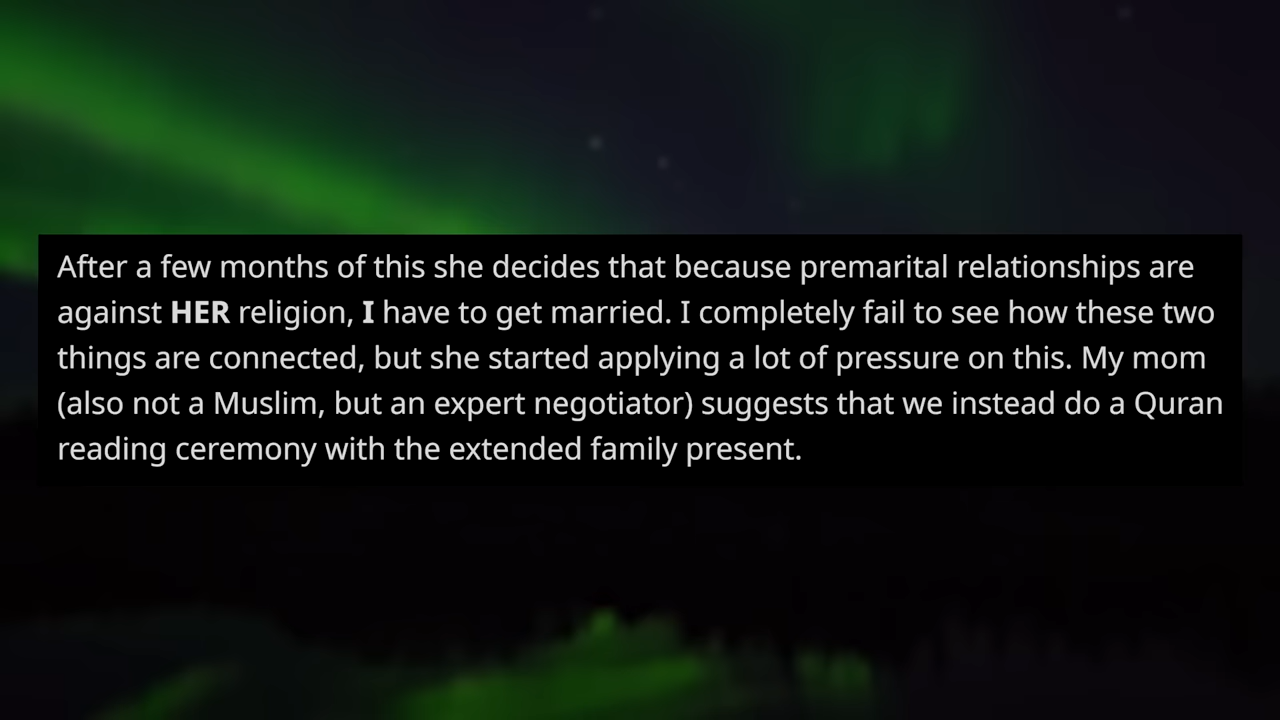 After a few months of this she decides that because premarital relationships are
against HER religion, I have to get married. I completely fail to see how these two
things are connected, but she started applying a lot of pressure on this. My mom
(also not a Muslim, but an expert negotiator) suggests that we instead do a Quran
reading ceremony with the extended family present.